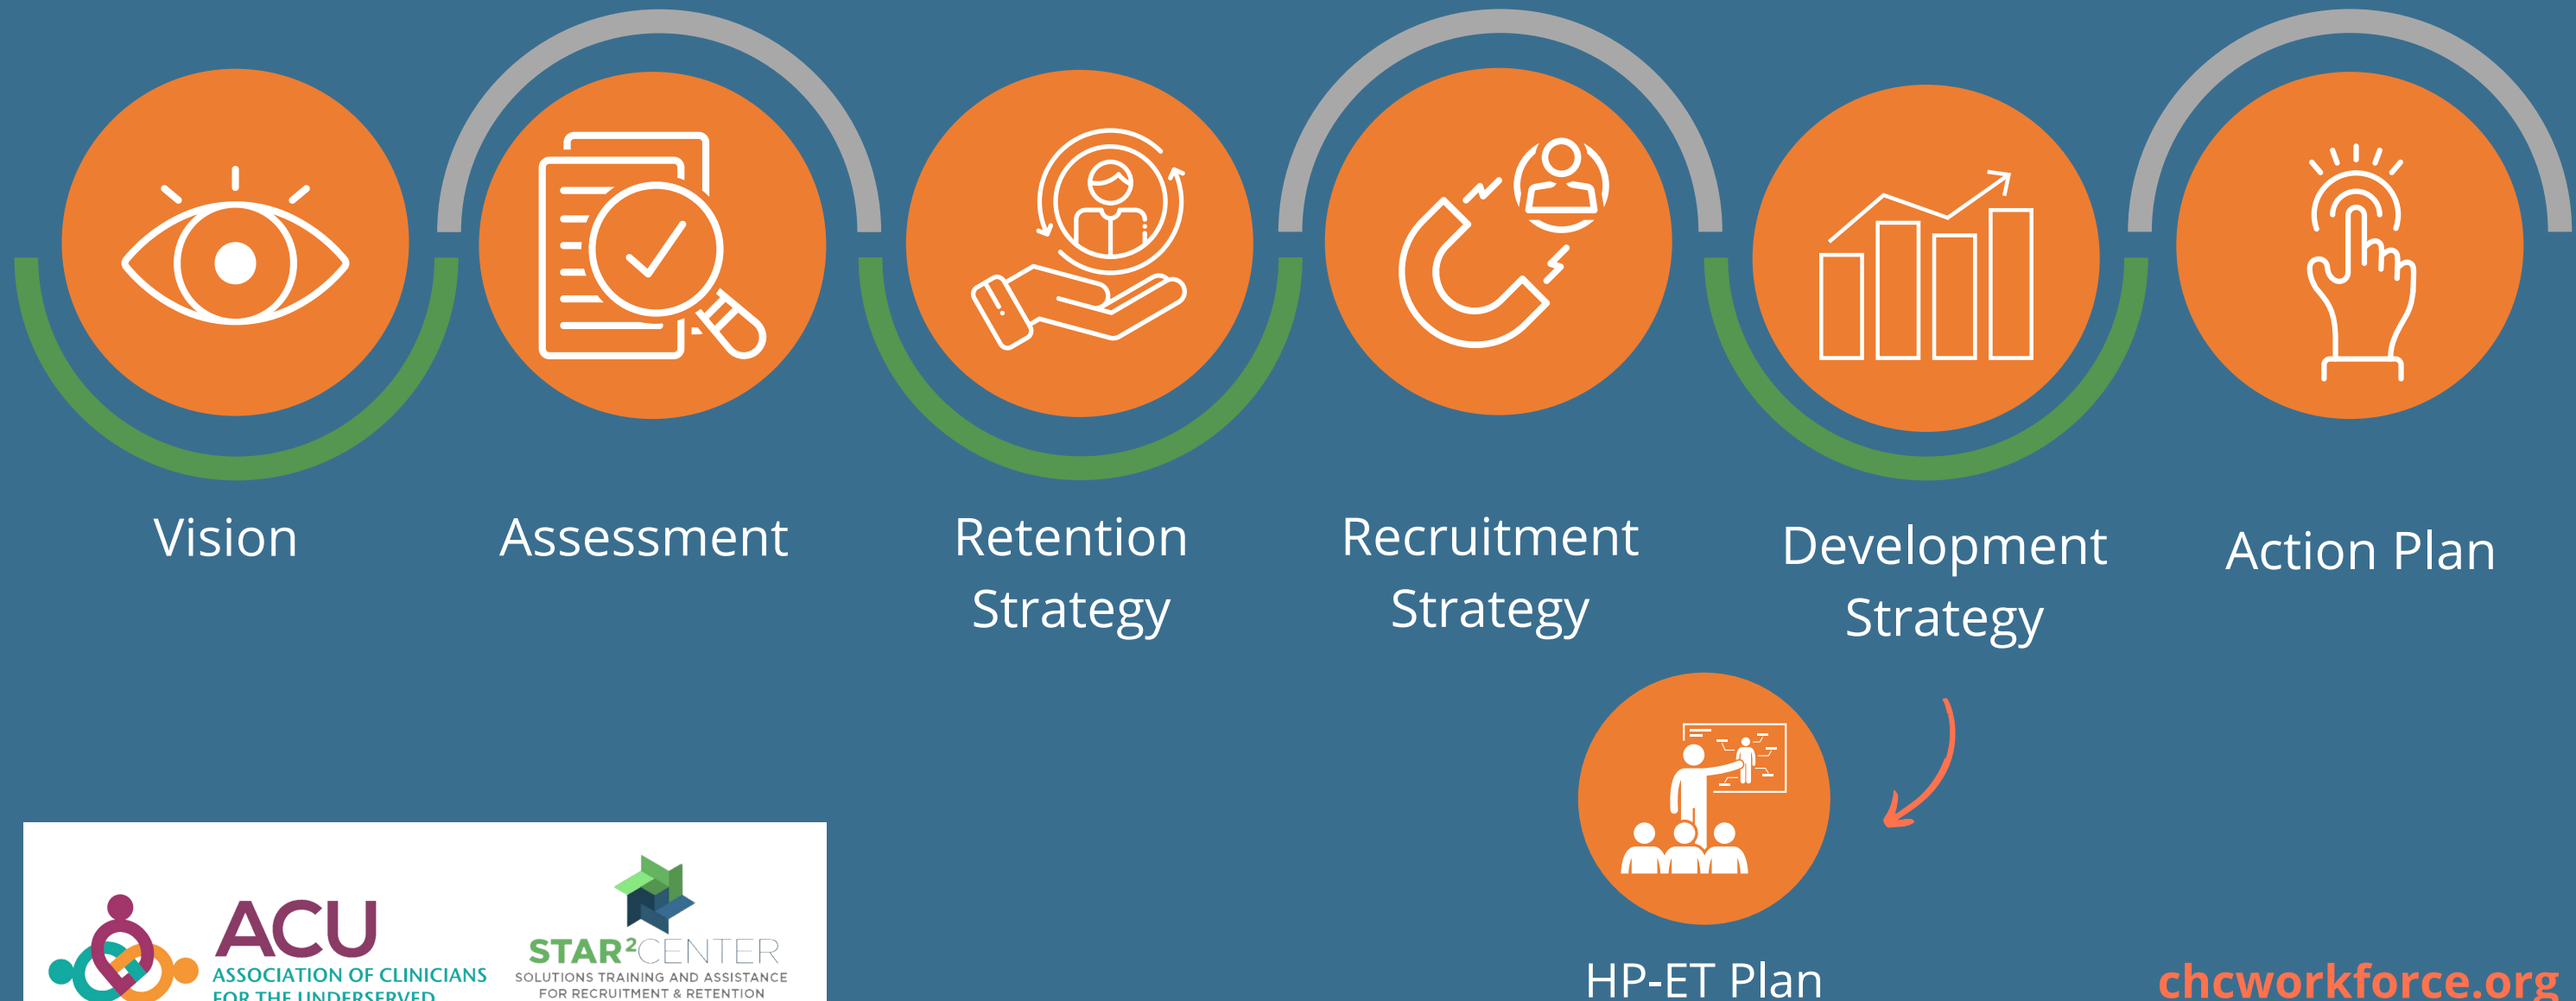 Vision
Assessment
Retention
Strategy
Recruitment
Strategy
Development
Strategy
Action Plan
HP-ET Plan
ACU
ASSOCIATION OF CLINICIANS
FOR THE UNDERSERVED
STAR²CENTER
SOLUTIONS TRAINING AND ASSISTANCE
FOR RECRUITMENT & RETENTION
chcworkforce.org